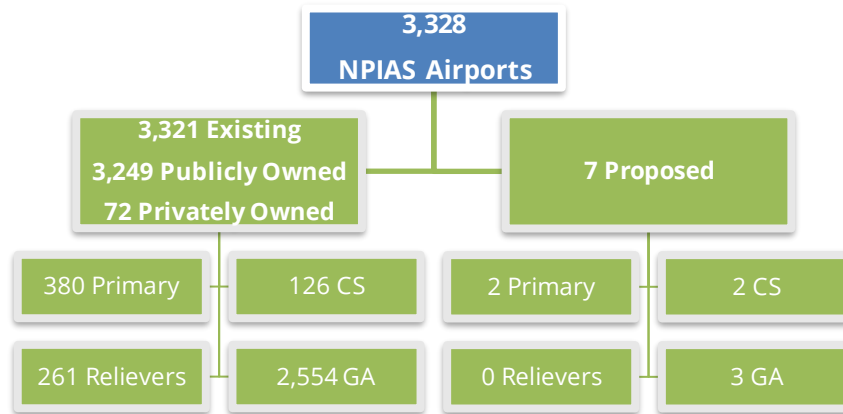 3,328
NPIAS Airports
3,321 Existing
3,249 Publicly Owned
72 Privately Owned
7 Proposed
380 Primary
126 CS
2 Primary
2 CS
261 Relievers
2,554 GA
0 Relievers
3 GA